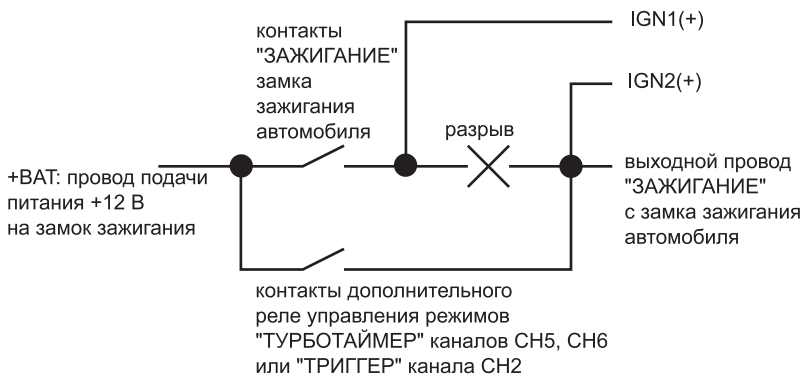 контакты
"ЗАЖИГАНИЕ"
замка
зажигания
автомобиля
IGN1(+)
IGN2(+)
разрыв
+BAT: провод подачи
питания +12 В
на замок зажигания
выходной провод
"ЗАЖИГАНИЕ"
с замка зажигания
автомобиля
контакты дополнительного
реле управления режимов
"ТУРБОТАЙМЕР" каналов CH5, CH6
или "ТРИГГЕР" канала CH2